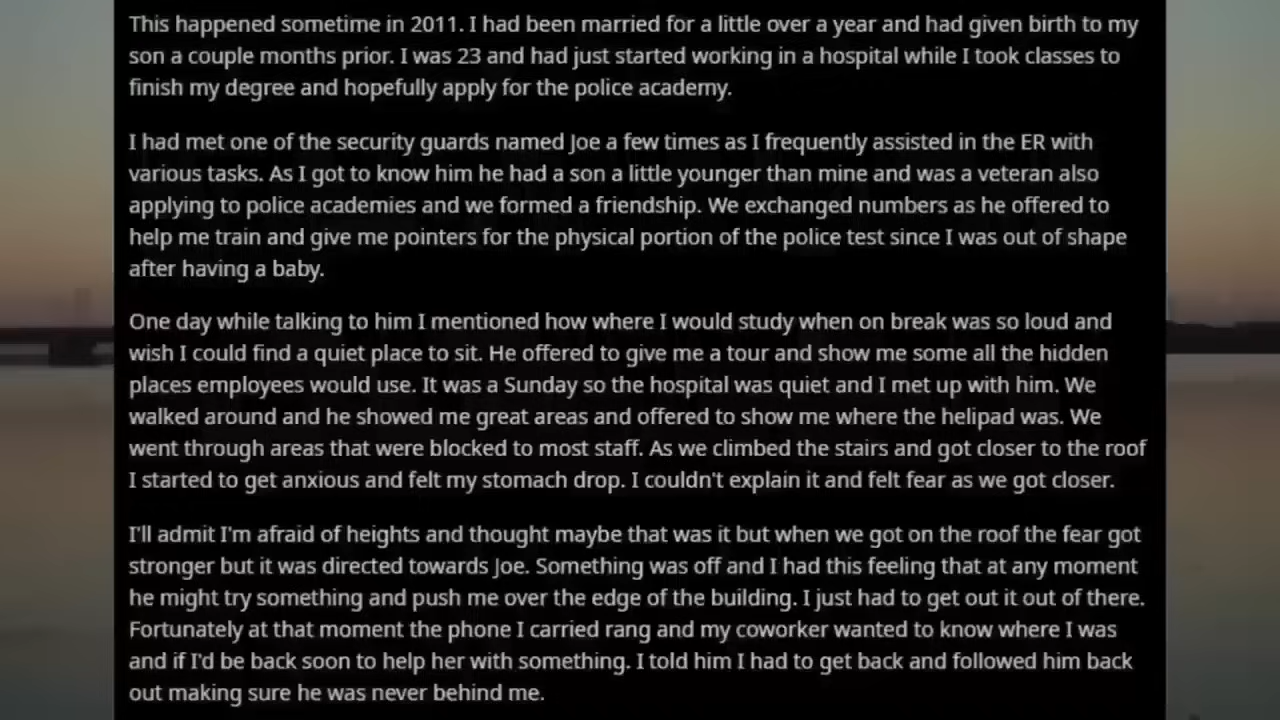 This happened sometime in 2011. I had been married for a little over a year and had given birth to my
son a couple months prior. I was 23 and had just started working in a hospital while I took classes to
finish my degree and hopefully apply for the police academy.
I had met one of the security guards named Joe a few times as I frequently assisted in the ER with
various tasks. As I got to know him he had a son a little younger than mine and was a veteran also
applying to police academies and we formed a friendship. We exchanged numbers as he offered to
help me train and give me pointers for the physical portion of the police test since I was out of shape
after having a baby.
One day while talking to him I mentioned how where I would study when on break was so loud and
wish I could find a quiet place to sit. He offered to give me a tour and show me some all the hidden
places employees would use. It was a Sunday so the hospital was quiet and I met up with him. We
walked around and he showed me great areas and offered to show me where the helipad was. We
went through areas that were blocked to most staff. As we climbed the stairs and got closer to the roof
I started to get anxious and felt my stomach drop. I couldn't explain it and felt fear as we got closer.
I'll admit I'm afraid of heights and thought maybe that was it but when we got on the roof the fear got
stronger but it was directed towards Joe. Something was off and I had this feeling that at any moment
he might try something and push me over the edge of the building. I just had to get out it out of there.
Fortunately at that moment the phone I carried rang and my coworker wanted to know where I was
and if I'd be back soon to help her with something. I told him I had to get back and followed him back
out making sure he was never behind me.